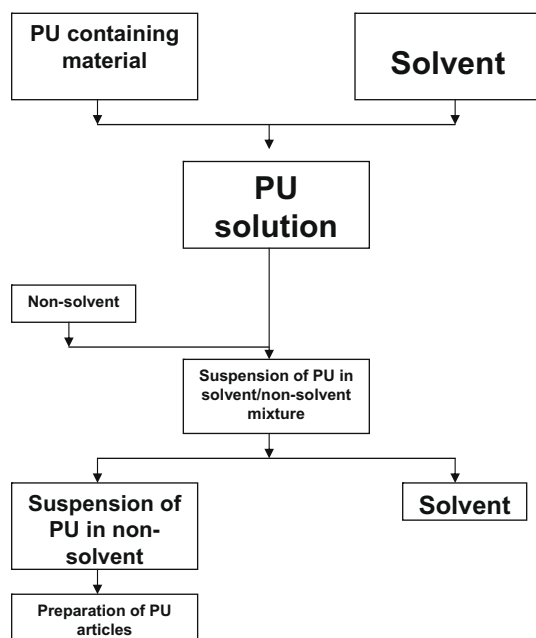 PU containing
material
Solvent
PU
solution
Non-solvent
Suspension of PU in
solvent/non-solvent
mixture
Suspension of
PU in non-
solvent
Solvent
Preparation of PU
articles